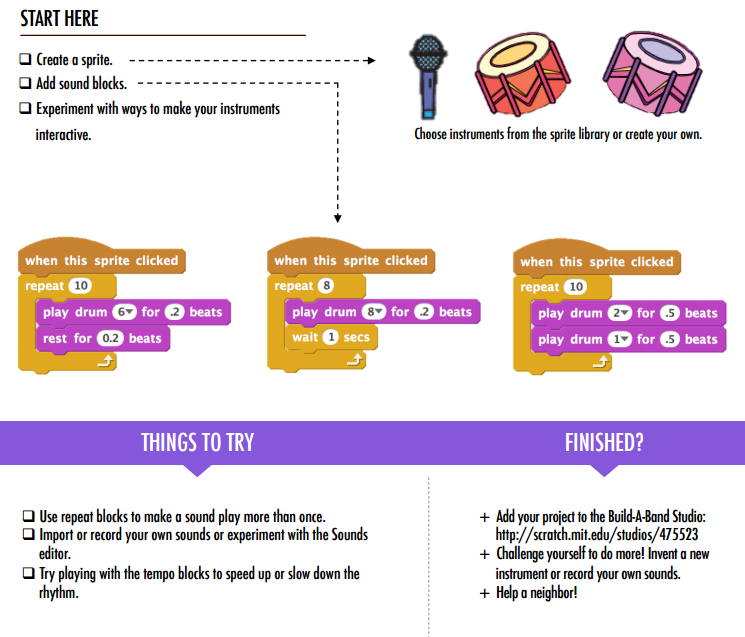 START HERE
❑ Create a sprite.
❑ Add sound blocks.
❑ Experiment with ways to make your instruments
interactive.
Choose instruments from the sprite library or create your own.
when this sprite clicked
repeat 10
play drum 6▾ for .2 beats
rest for 0.2 beats
when this sprite clicked
repeat 8
play drum 8▾ for .2 beats
wait 1 secs
when this sprite clicked
repeat 10
play drum 2▾ for .5 beats
play drum 1▾ for .5 beats
THINGS TO TRY
❑ Use repeat blocks to make a sound play more than once.
❑ Import or record your own sounds or experiment with the Sounds
editor.
❑ Try playing with the tempo blocks to speed up or slow down the
rhythm.
FINISHED?
+ Add your project to the Build-A-Band Studio:
http://scratch.mit.edu/studios/475523
+ Challenge yourself to do more! Invent a new
instrument or record your own sounds.
+ Help a neighbor!